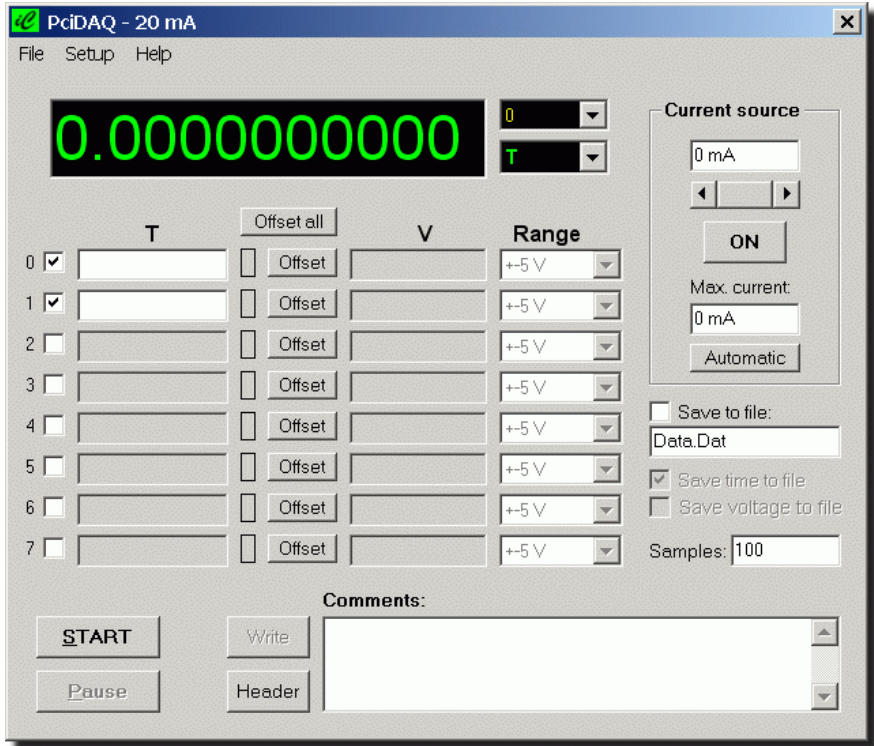 iC PciDAQ - 20 mA
File Setup Help
0.0000000000
0
T
Current source
0 mA
ON
Max. current:
0 mA
Automatic
T Offset all V Range
0 Offset +-5 V
1 Offset +-5 V
2 Offset +-5 V
3 Offset +-5 V
4 Offset +-5 V
5 Offset +-5 V
6 Offset +-5 V
7 Offset +-5 V
Save to file:
Data.Dat
Save time to file
Save voltage to file
Samples: 100
Comments:
START Write
Pause Header